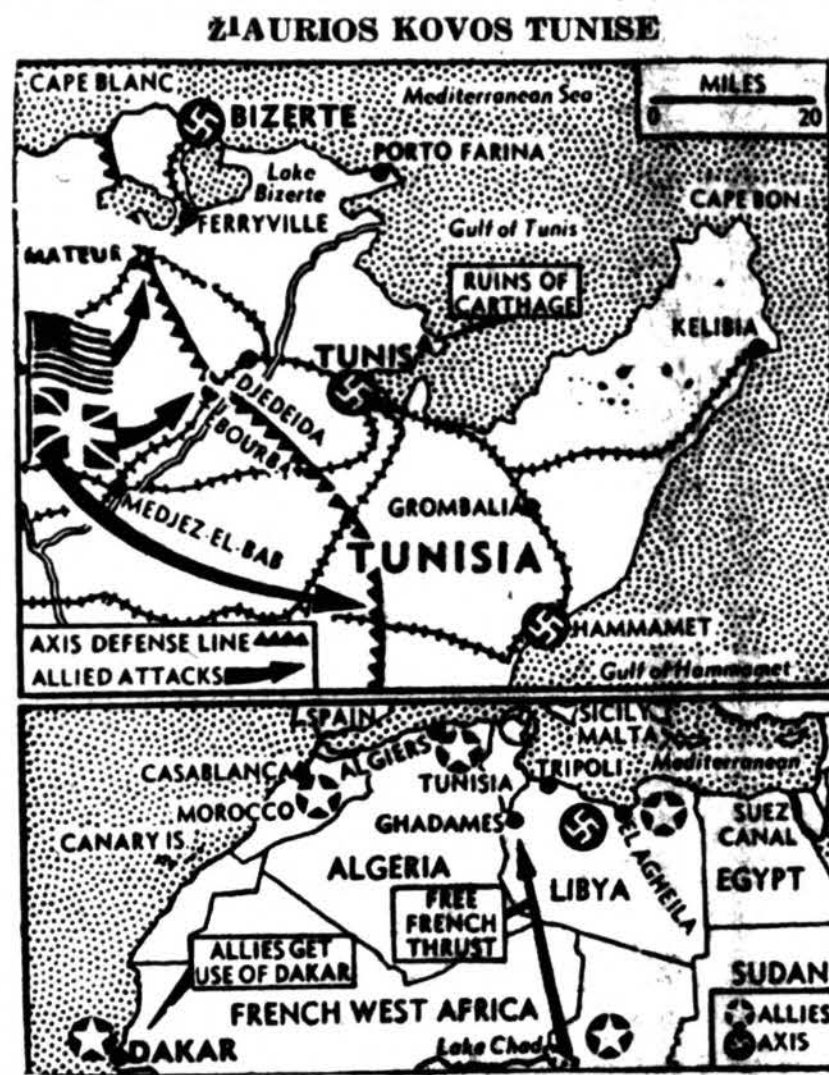 ŽIAURIOS KOVOS TUNISE
CAPE BLANC
Mediterranean Sea
MILES
0 20
BIZERTE
PORTO FARINA
Lake
Bizerte
FERRYVILLE
CAPE BON
Gulf of Tunis
MATEUR
RUINS OF
CARTHAGE
KELIBIA
TUNIS
DJEDEIDA
BOURBA
MEDJEZ-EL-BAB
GROMBALIA
TUNISIA
HAMMAMET
AXIS DEFENSE LINE
ALLIED ATTACKS
Gulf of Hammamet
SPAIN
SICILY
MALTA
ALGIERS
Mediterranean
CASABLANCA
TUNISIA
TRIPOLI
MOROCCO
GHADAMES
SUEZ
CANAL
CANARY IS.
EL AGHEILA
ALGERIA
LIBYA
EGYPT
FREE
FRENCH
THRUST
ALLIES GET
USE OF DAKAR
SUDAN
FRENCH WEST AFRICA
ALLIES
DAKAR
Lake Chad
AXIS